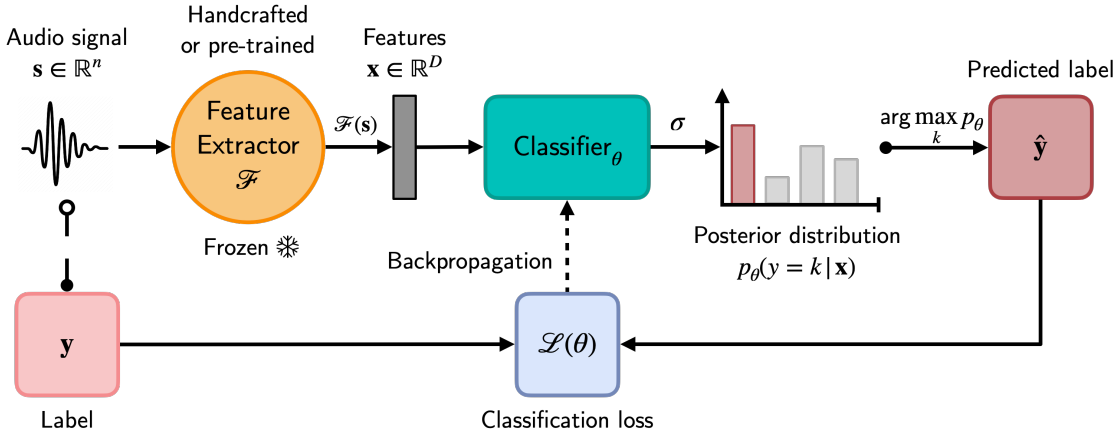 Handcrafted
or pre-trained
Audio signal
𝐬 ∈ ℝⁿ
Features
𝐱 ∈ ℝᴰ
Predicted label
Feature
Extractor
ℱ
ℱ(𝐬)
Classifier_θ
σ
arg max p_θ
k
ŷ
Frozen ❄
Backpropagation
Posterior distribution
p_θ(y = k | 𝐱)
𝐲
ℒ(θ)
Label
Classification loss